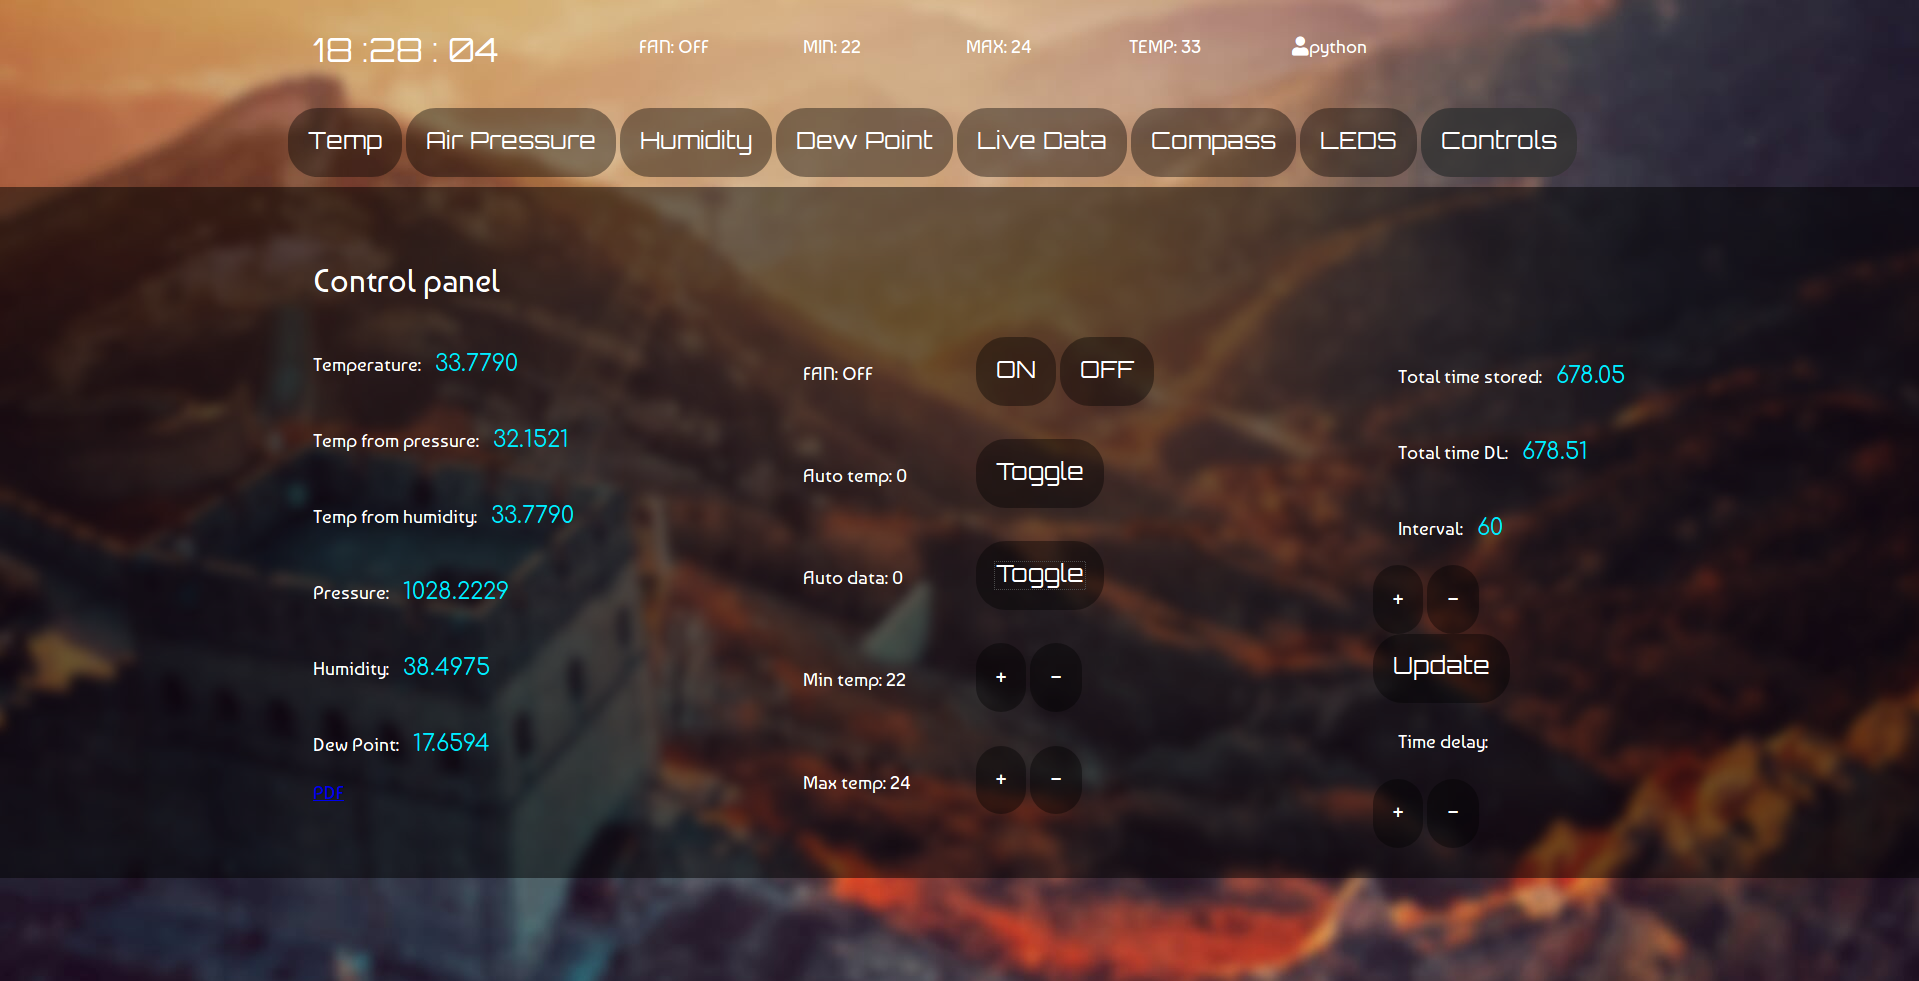 18 :28 : 04
FAN: OFF
MIN: 22
MAX: 24
TEMP: 33
python
Temp
Air Pressure
Humidity
Dew Point
Live Data
Compass
LEDS
Controls
Control panel
Temperature: 33.7790
Temp from pressure: 32.1521
Temp from humidity: 33.7790
Pressure: 1028.2229
Humidity: 38.4975
Dew Point: 17.6594
PDF
FAN: OFF
ON
OFF
Auto temp: 0
Toggle
Auto data: 0
Toggle
Min temp: 22
+
-
Max temp: 24
+
-
Total time stored: 678.05
Total time DL: 678.51
Interval: 60
+
-
Update
Time delay:
+
-